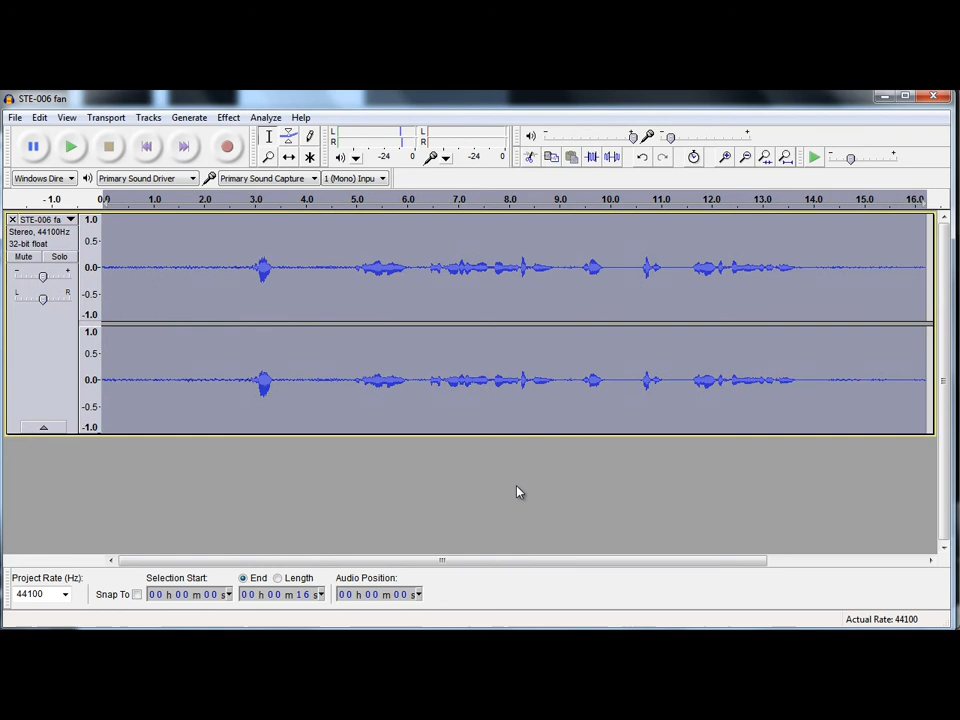 STE-006 fan
File Edit View Transport Tracks Generate Effect Analyze Help
L
R
-24 0
L
R
-24 0
Windows Dire Primary Sound Driver Primary Sound Capture 1 (Mono) Inpu
- 1.0 0.0 1.0 2.0 3.0 4.0 5.0 6.0 7.0 8.0 9.0 10.0 11.0 12.0 13.0 14.0 15.0 16.0
STE-006 fa
Stereo, 44100Hz
32-bit float
Mute Solo
- +
L R
1.0
0.5
0.0
-0.5
-1.0
1.0
0.5
0.0
-0.5
-1.0
Project Rate (Hz): Selection Start: End Length Audio Position:
44100 Snap To 00 h 00 m 00 s 00 h 00 m 16 s 00 h 00 m 00 s
Actual Rate: 44100